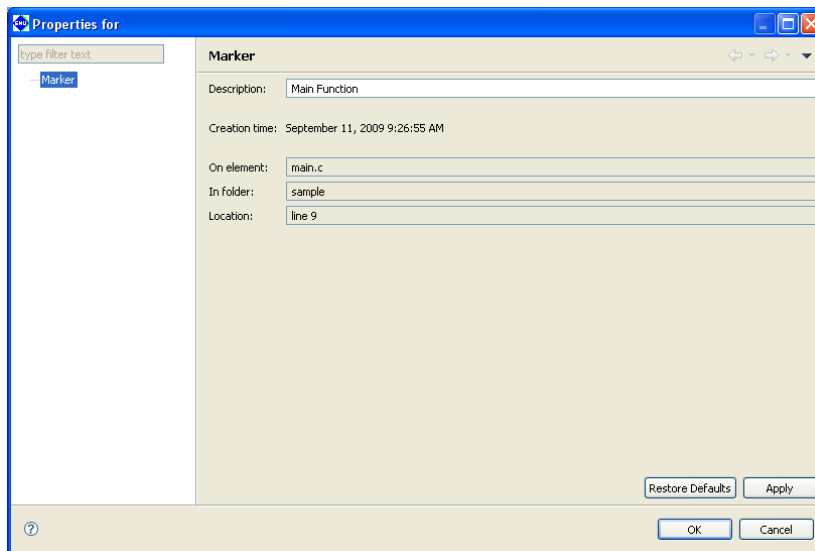 Properties for
type filter text
Marker
Marker
Description: Main Function
Creation time: September 11, 2009 9:26:55 AM
On element: main.c
In folder: sample
Location: line 9
Restore Defaults Apply
OK Cancel